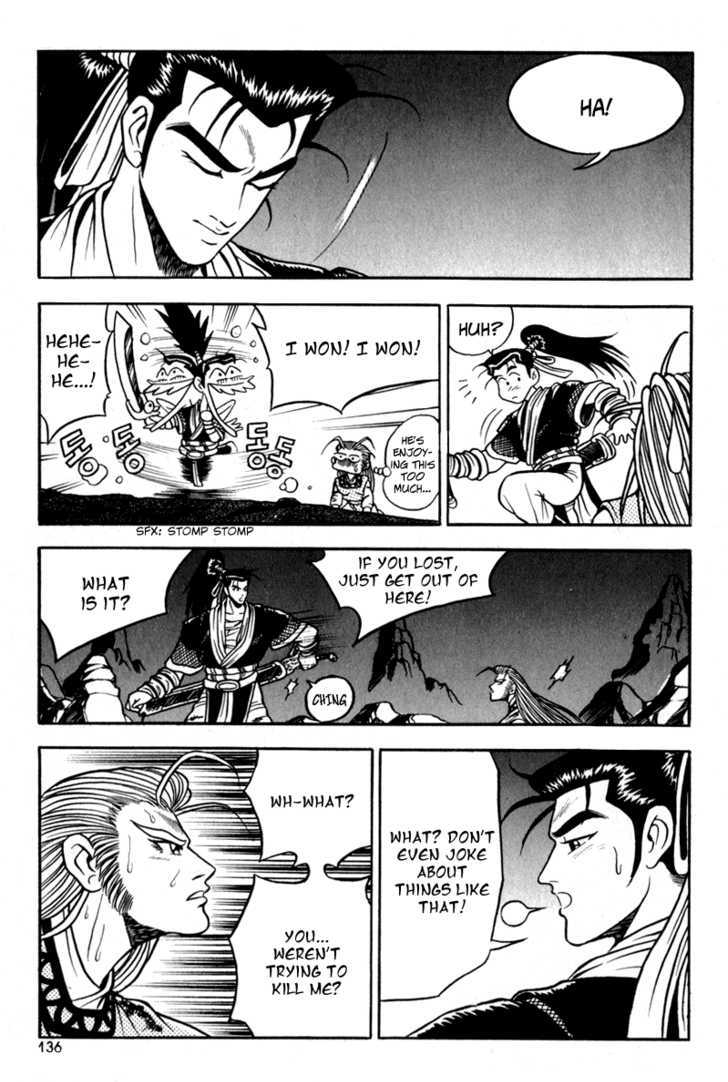 HA!
HEHE-
HE-
HE...!
I WON! I WON!
HE'S
ENJOY-
ING THIS
TOO
MUCH...
SFX: STOMP STOMP
HUH?
WHAT
IS IT?
IF YOU LOST,
JUST GET OUT OF
HERE!
CHING
WH-WHAT?
YOU...
WEREN'T
TRYING TO
KILL ME?
WHAT? DON'T
EVEN JOKE
ABOUT
THINGS LIKE
THAT!
136